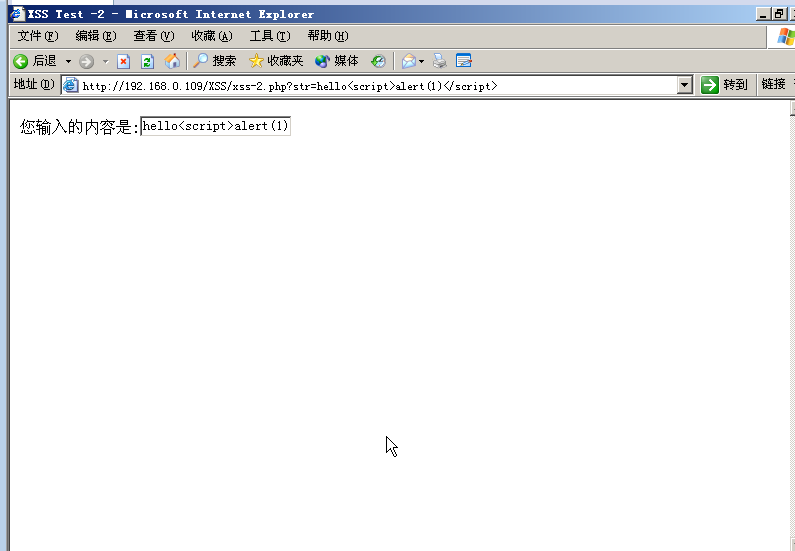 XSS Test -2 - Microsoft Internet Explorer
文件(F) 编辑(E) 查看(V) 收藏(A) 工具(T) 帮助(H)
后退 搜索 收藏夹 媒体
地址(D) http://192.168.0.109/XSS/xss-2.php?str=hello<script>alert(1)</script> 转到 链接
您输入的内容是:hello<script>alert(1)